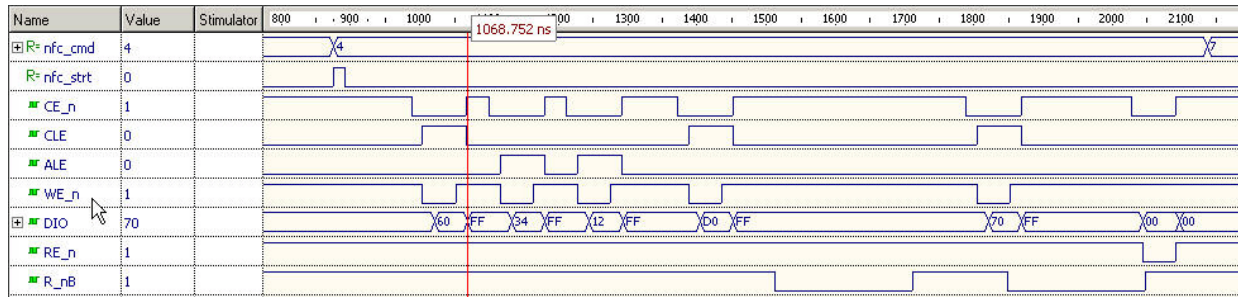 Name Value Stimulator 800 900 1000 1200 1300 1400 1500 1600 1700 1800 1900 2000 2100
1068.752 ns
R= nfc_cmd 4 4 7
R= nfc_strt 0
CE_n 1
CLE 0
ALE 0
WE_n 1
DIO 70 60 FF 34 FF 12 FF D0 FF 70 FF 00 00
RE_n 1
R_nB 1